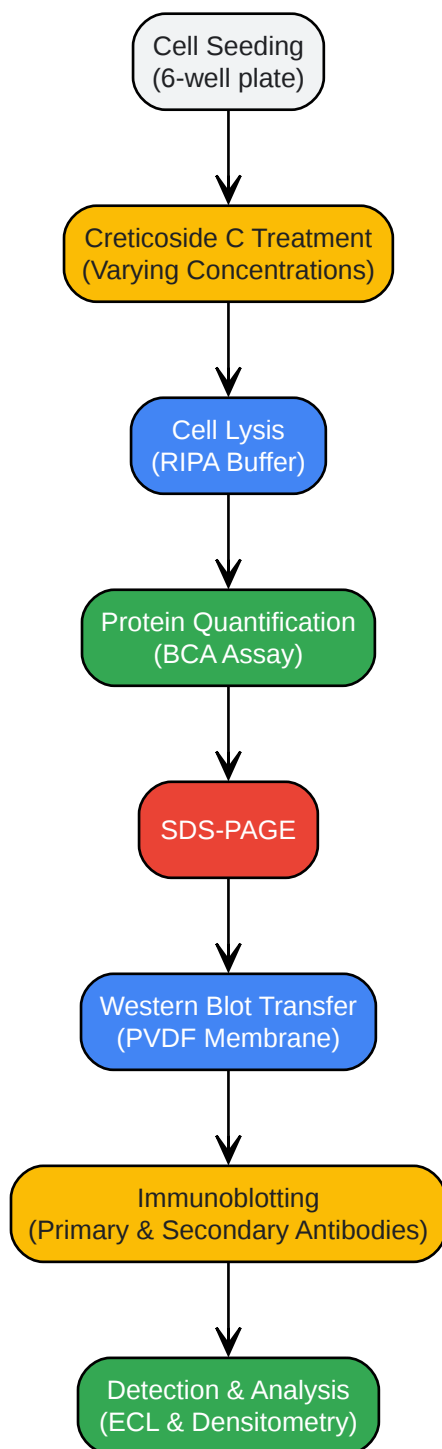 Cell Seeding
(6-well plate)
Creticoside C Treatment
(Varying Concentrations)
Cell Lysis
(RIPA Buffer)
Protein Quantification
(BCA Assay)
SDS-PAGE
Western Blot Transfer
(PVDF Membrane)
Immunoblotting
(Primary & Secondary Antibodies)
Detection & Analysis
(ECL & Densitometry)